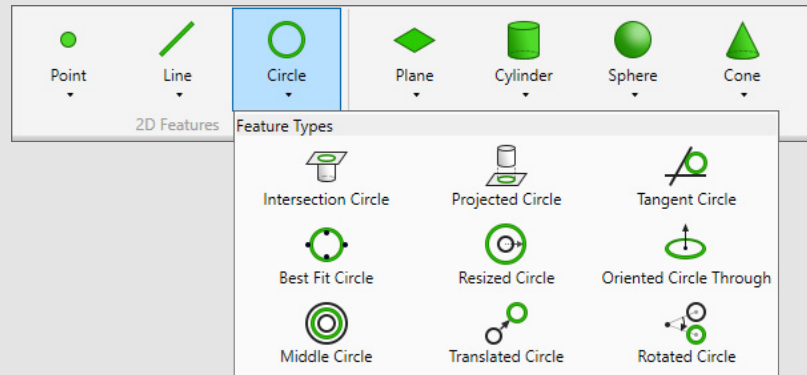 Point Line Circle Plane Cylinder Sphere Cone
2D Features
Feature Types
Intersection Circle Projected Circle Tangent Circle
Best Fit Circle Resized Circle Oriented Circle Through
Middle Circle Translated Circle Rotated Circle